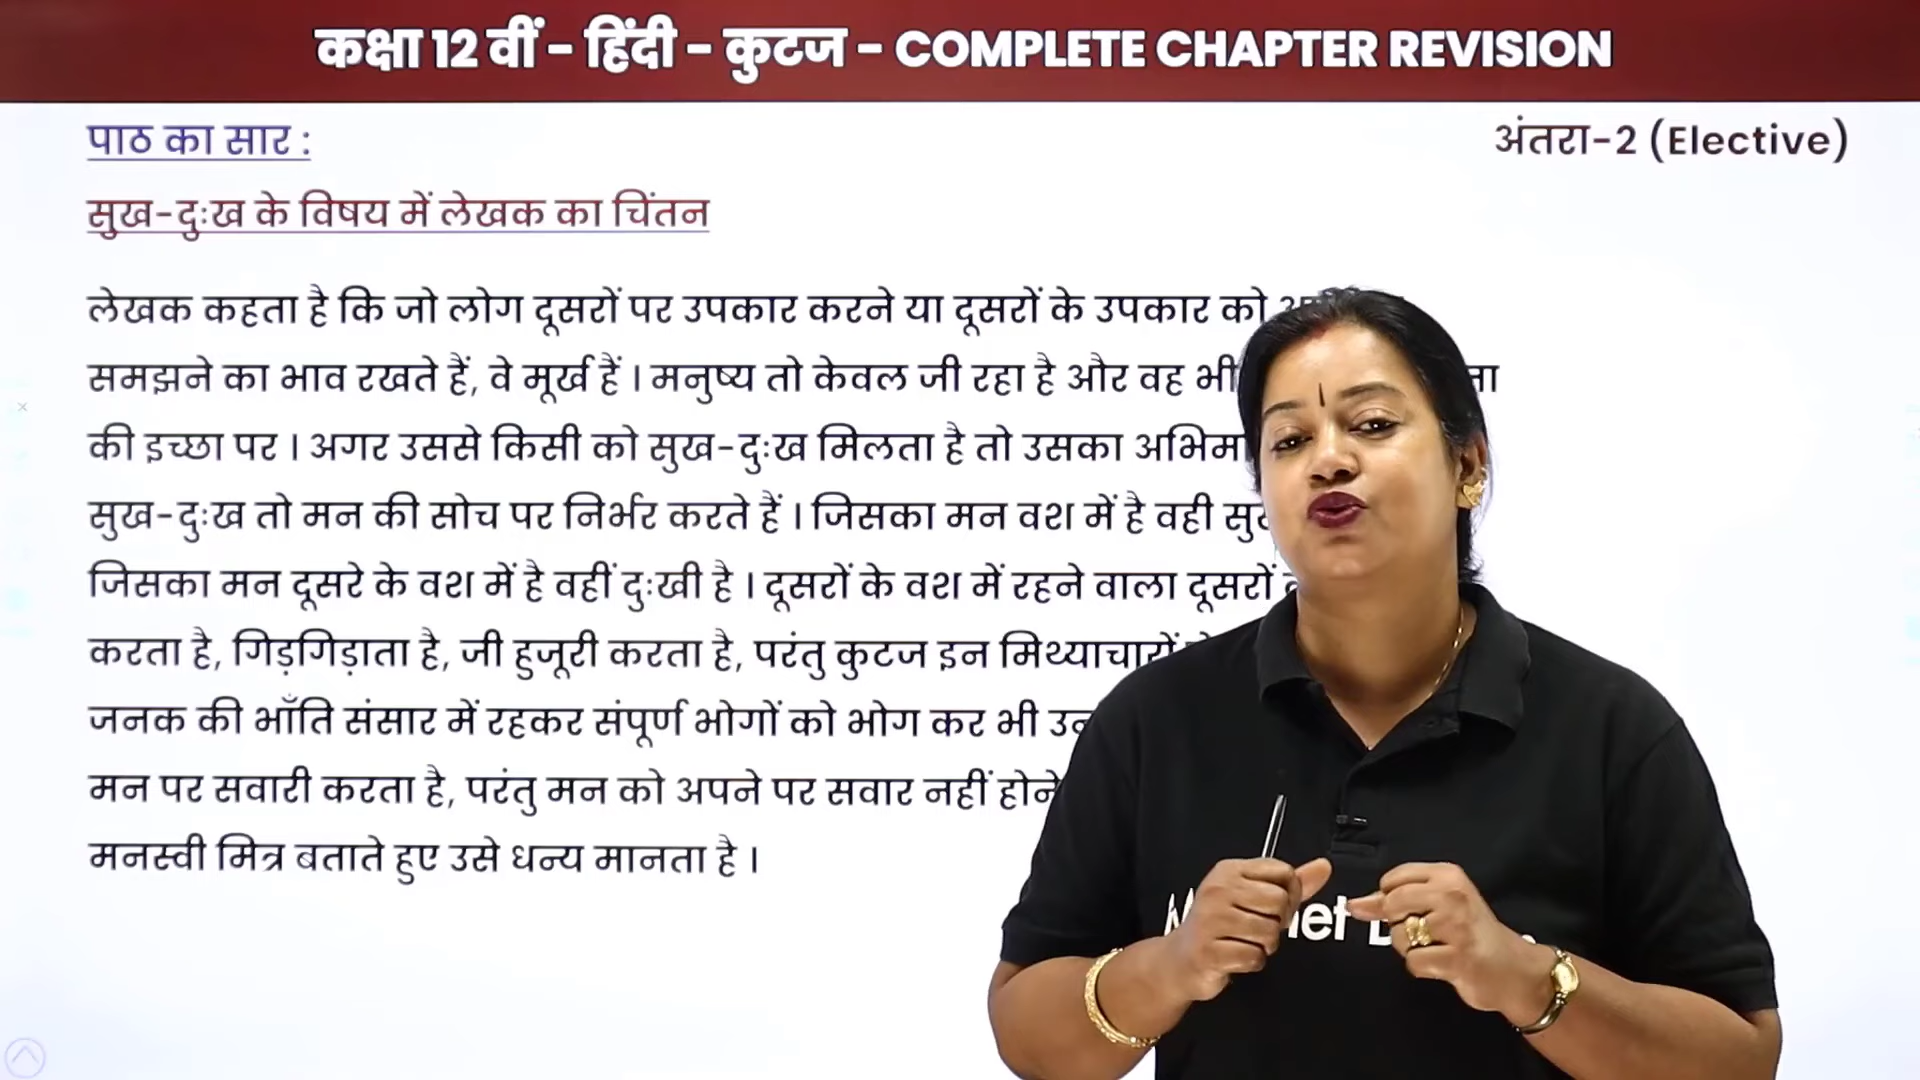 कक्षा 12 वीं - हिंदी - कुटज - COMPLETE CHAPTER REVISION
पाठ का सार :
अंतरा-2 (Elective)
सुख-दुःख के विषय में लेखक का चिंतन
लेखक कहता है कि जो लोग दूसरों पर उपकार करने या दूसरों के उपकार को
समझने का भाव रखते हैं, वे मूर्ख हैं । मनुष्य तो केवल जी रहा है और वह भी
की इच्छा पर । अगर उससे किसी को सुख-दुःख मिलता है तो उसका
सुख-दुःख तो मन की सोच पर निर्भर करते हैं । जिसका मन वश में है वही
जिसका मन दूसरे के वश में है वहीं दुःखी है । दूसरों के वश में रहने वाला दूसरों
करता है, गिड़गिड़ाता है, जी हुजूरी करता है, परंतु कुटज इन मिथ्याचारों
जनक की भाँति संसार में रहकर संपूर्ण भोगों को भोग कर भी
मन पर सवारी करता है, परंतु मन को अपने पर सवार नहीं होने
मनस्वी मित्र बताते हुए उसे धन्य मानता है ।